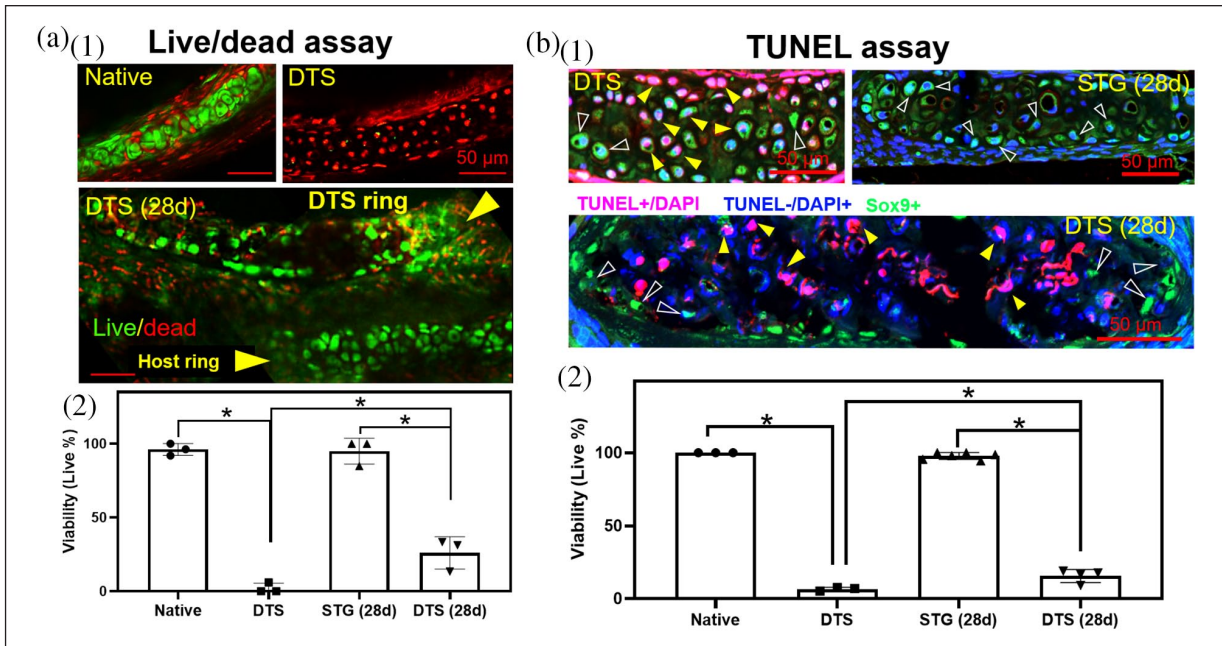 (a)
(1)
Live/dead assay
Native
DTS
50 μm
DTS (28d)
DTS ring
Live/dead
Host ring
(2)
*
*
*
Viability (Live %)
100
50
0
Native
DTS
STG (28d)
DTS (28d)
(b)
(1)
TUNEL assay
DTS
50 μm
STG (28d)
50 μm
TUNEL+/DAPI
TUNEL-/DAPI+
Sox9+
DTS (28d)
50 μm
(2)
*
*
*
Viability (Live %)
100
50
0
Native
DTS
STG (28d)
DTS (28d)